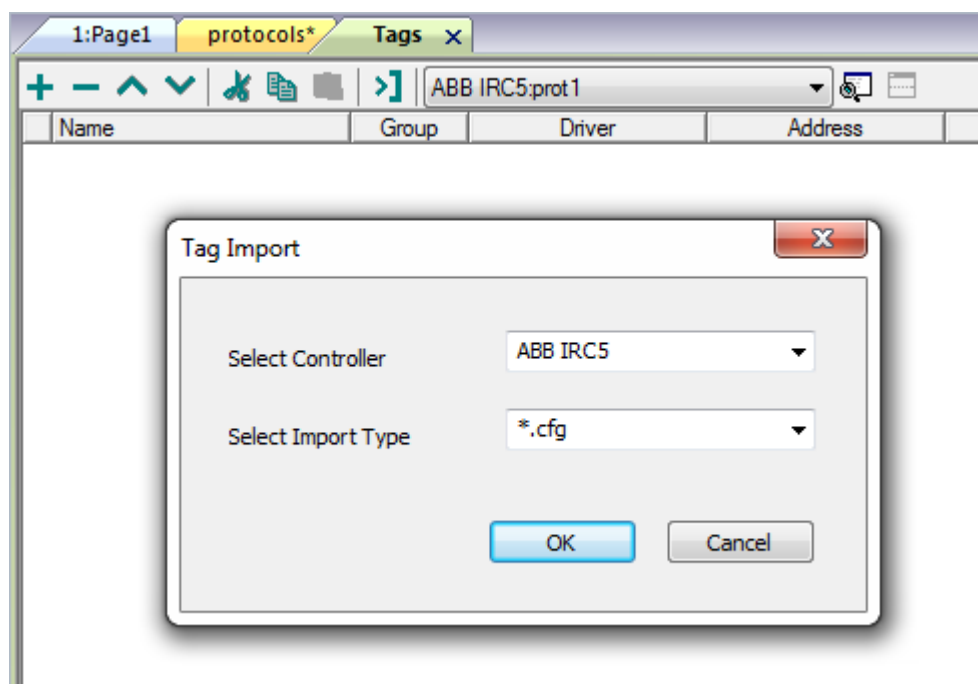 1:Page1 protocols* Tags X
ABB IRC5:prot1
Name Group Driver Address
Tag Import
Select Controller ABB IRC5
Select Import Type *.cfg
OK Cancel